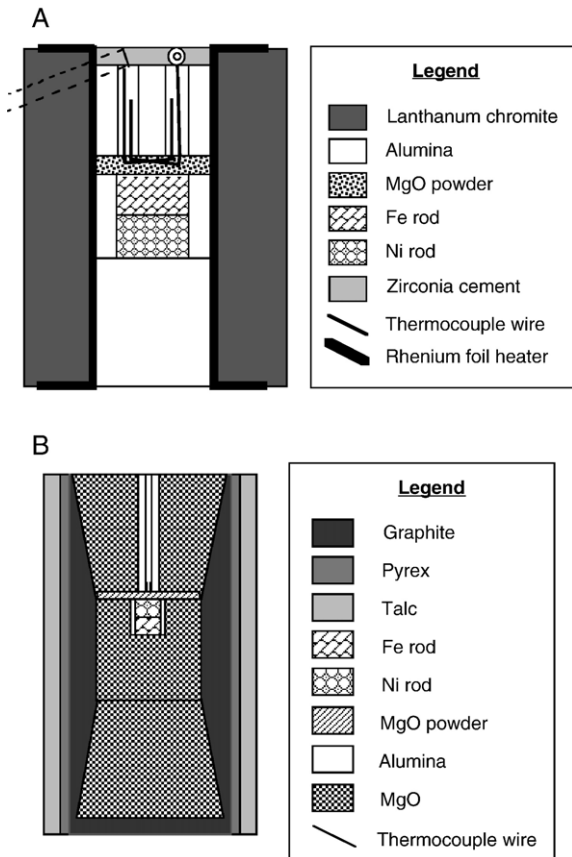 A
Legend
Lanthanum chromite
Alumina
MgO powder
Fe rod
Ni rod
Zirconia cement
Thermocouple wire
Rhenium foil heater
B
Legend
Graphite
Pyrex
Talc
Fe rod
Ni rod
MgO powder
Alumina
MgO
Thermocouple wire